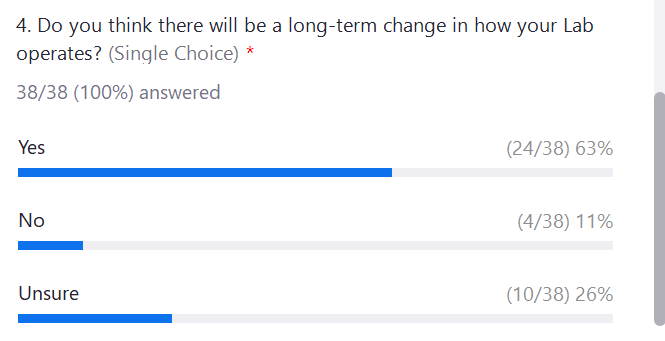 4. Do you think there will be a long-term change in how your Lab
operates? (Single Choice) *
38/38 (100%) answered
Yes (24/38) 63%
No (4/38) 11%
Unsure (10/38) 26%